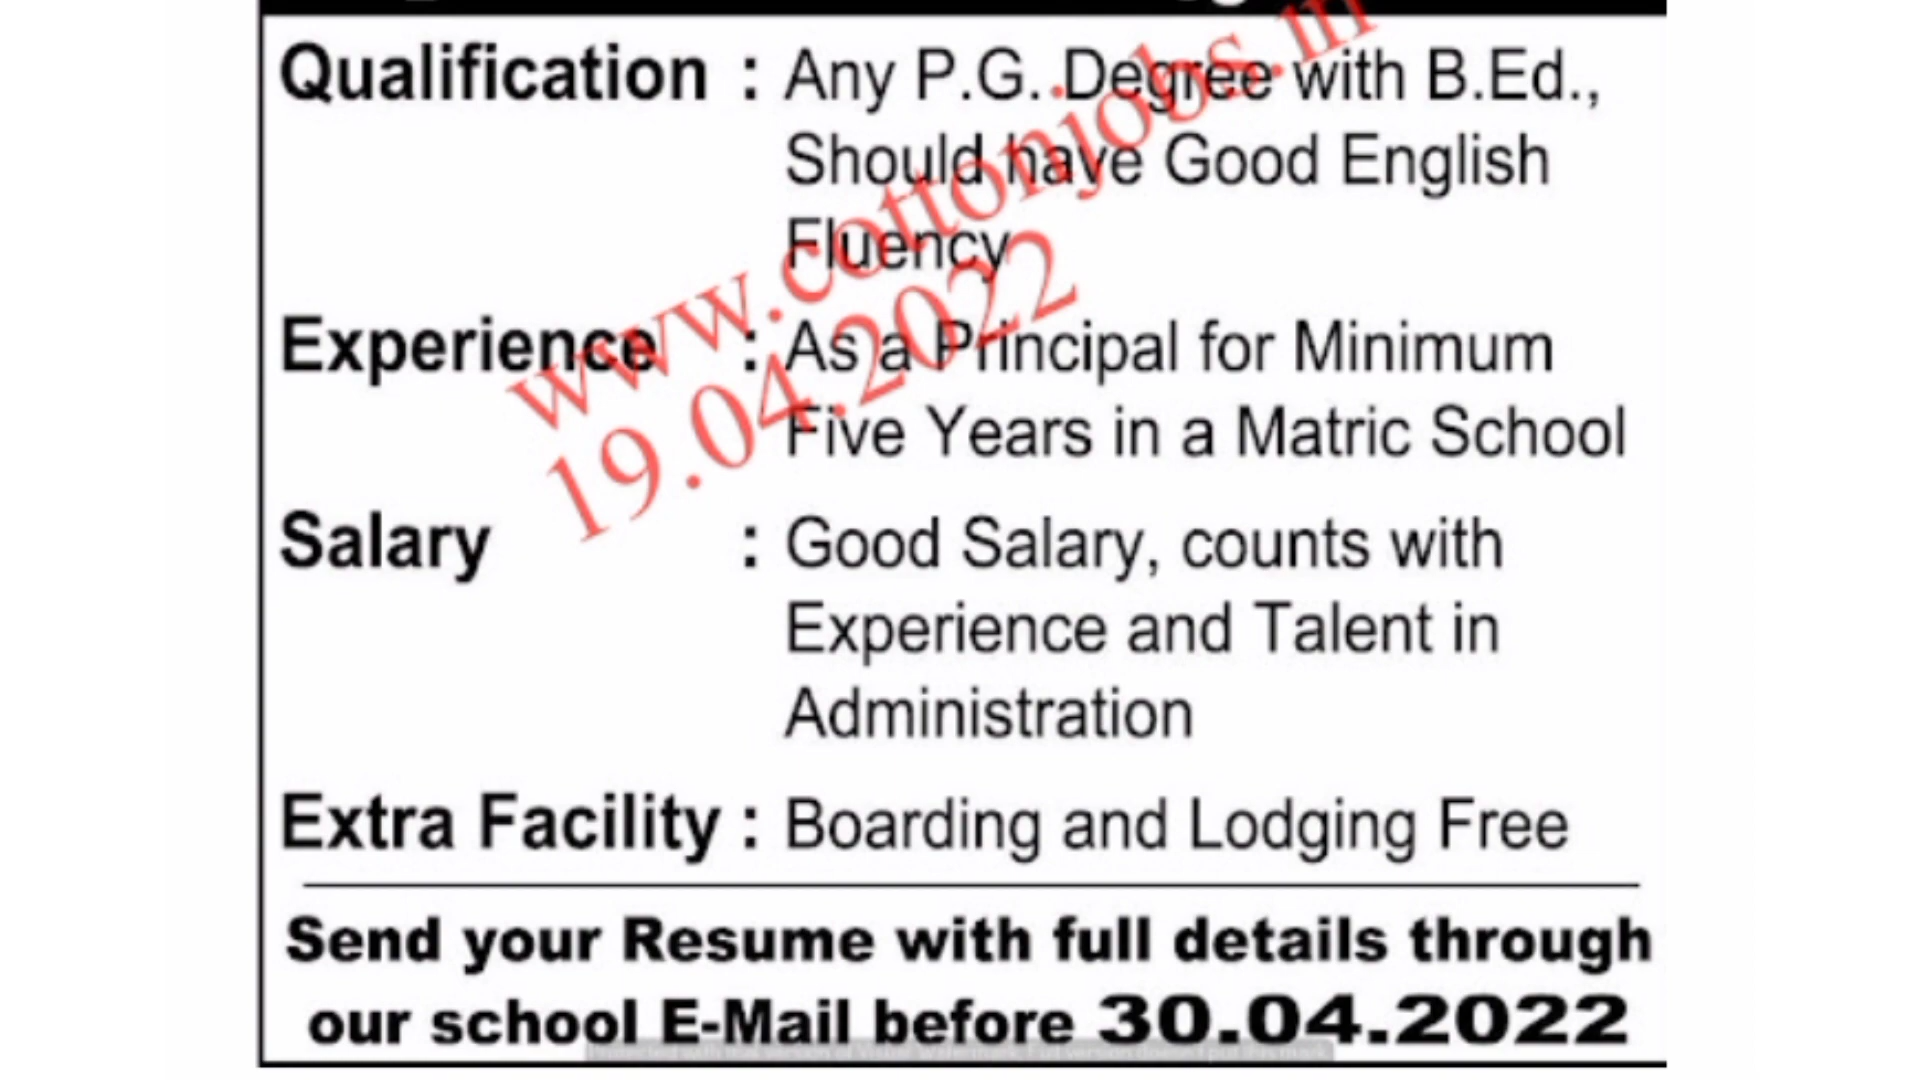 Qualification : Any P.G. Degree with B.Ed.,
Should have Good English
Fluency
Experience : As a Principal for Minimum
Five Years in a Matric School
Salary : Good Salary, counts with
Experience and Talent in
Administration
Extra Facility : Boarding and Lodging Free
Send your Resume with full details through
our school E-Mail before 30.04.2022
www.cottonjobs.in
19.04.2022